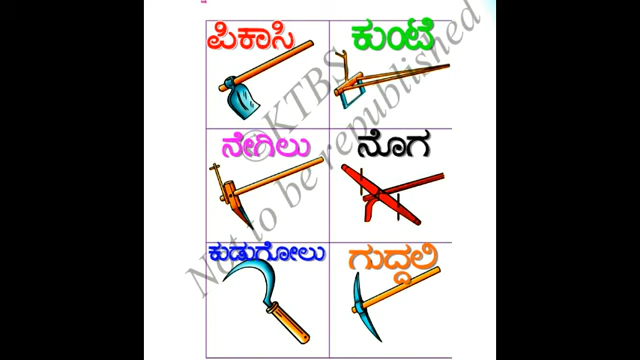 ಪಿಕಾಸಿ
ಕುಂಟೆ
ನೇಗಿಲು
ನೊಗ
ಕುಡುಗೋಲು
ಗುದ್ದಲಿ
@KTBS
Not to be republished